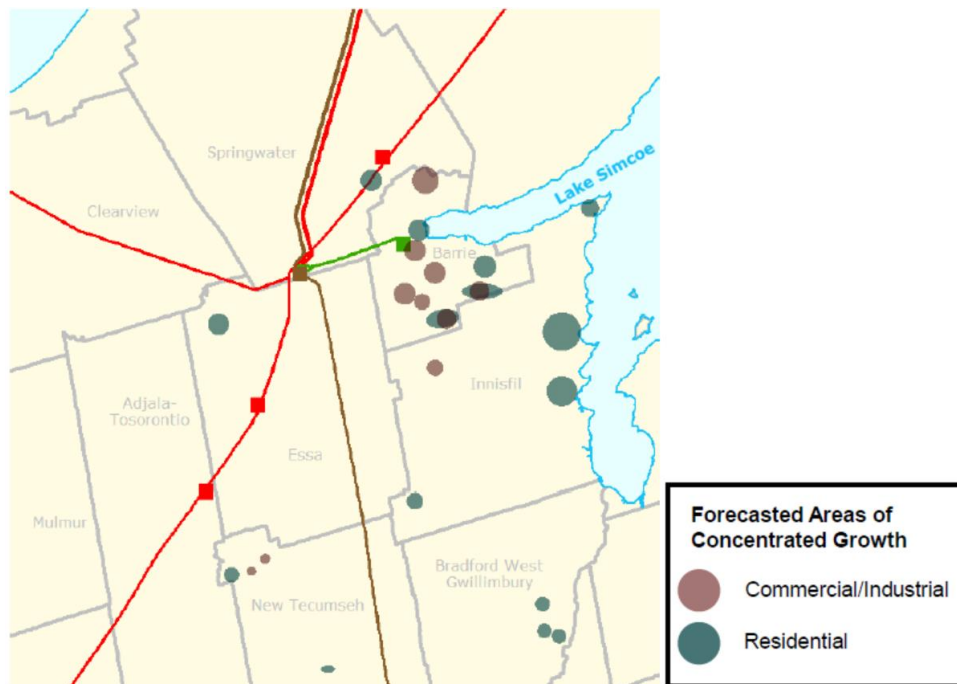 Springwater
Lake Simcoe
Clearview
Barrie
Innisfil
Adjala-
Tosorontio
Essa
Mulmur
Bradford West
Gwillimbury
New Tecumseh
Forecasted Areas of
Concentrated Growth
Commercial/Industrial
Residential